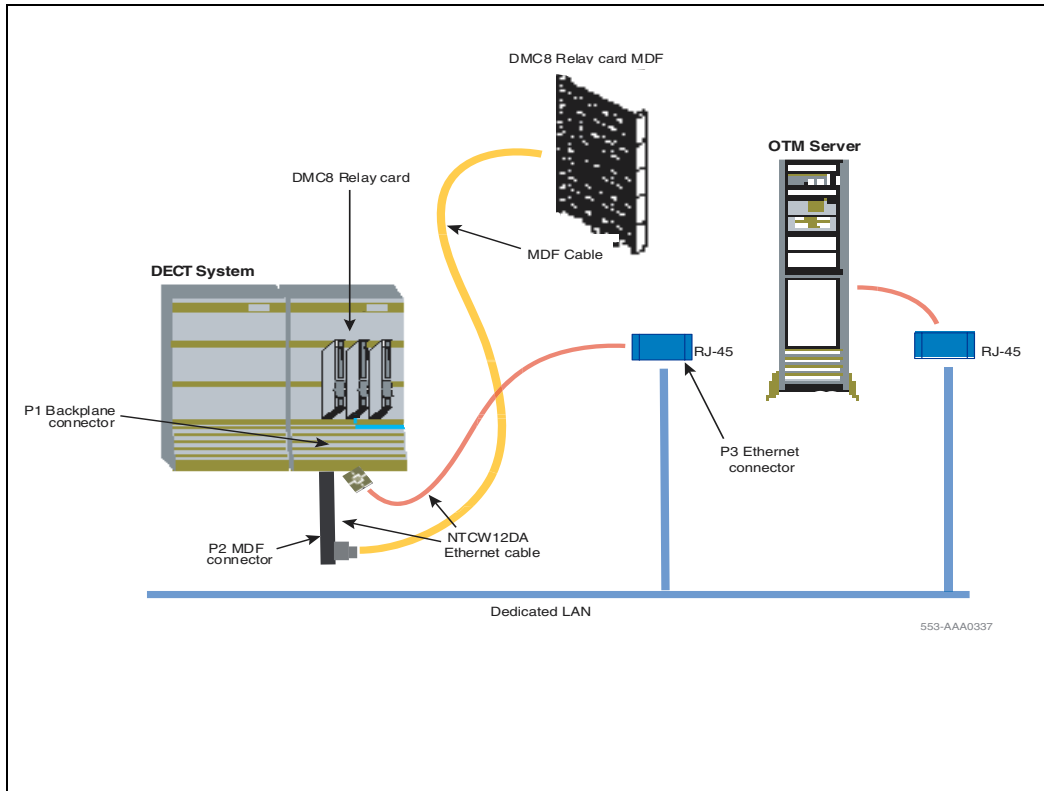 DMC8 Relay card MDF
OTM Server
DMC8 Relay card
MDF Cable
DECT System
RJ-45
RJ-45
P1 Backplane
connector
P3 Ethernet
connector
NTCW12DA
Ethernet cable
P2 MDF
connector
Dedicated LAN
553-AAA0337